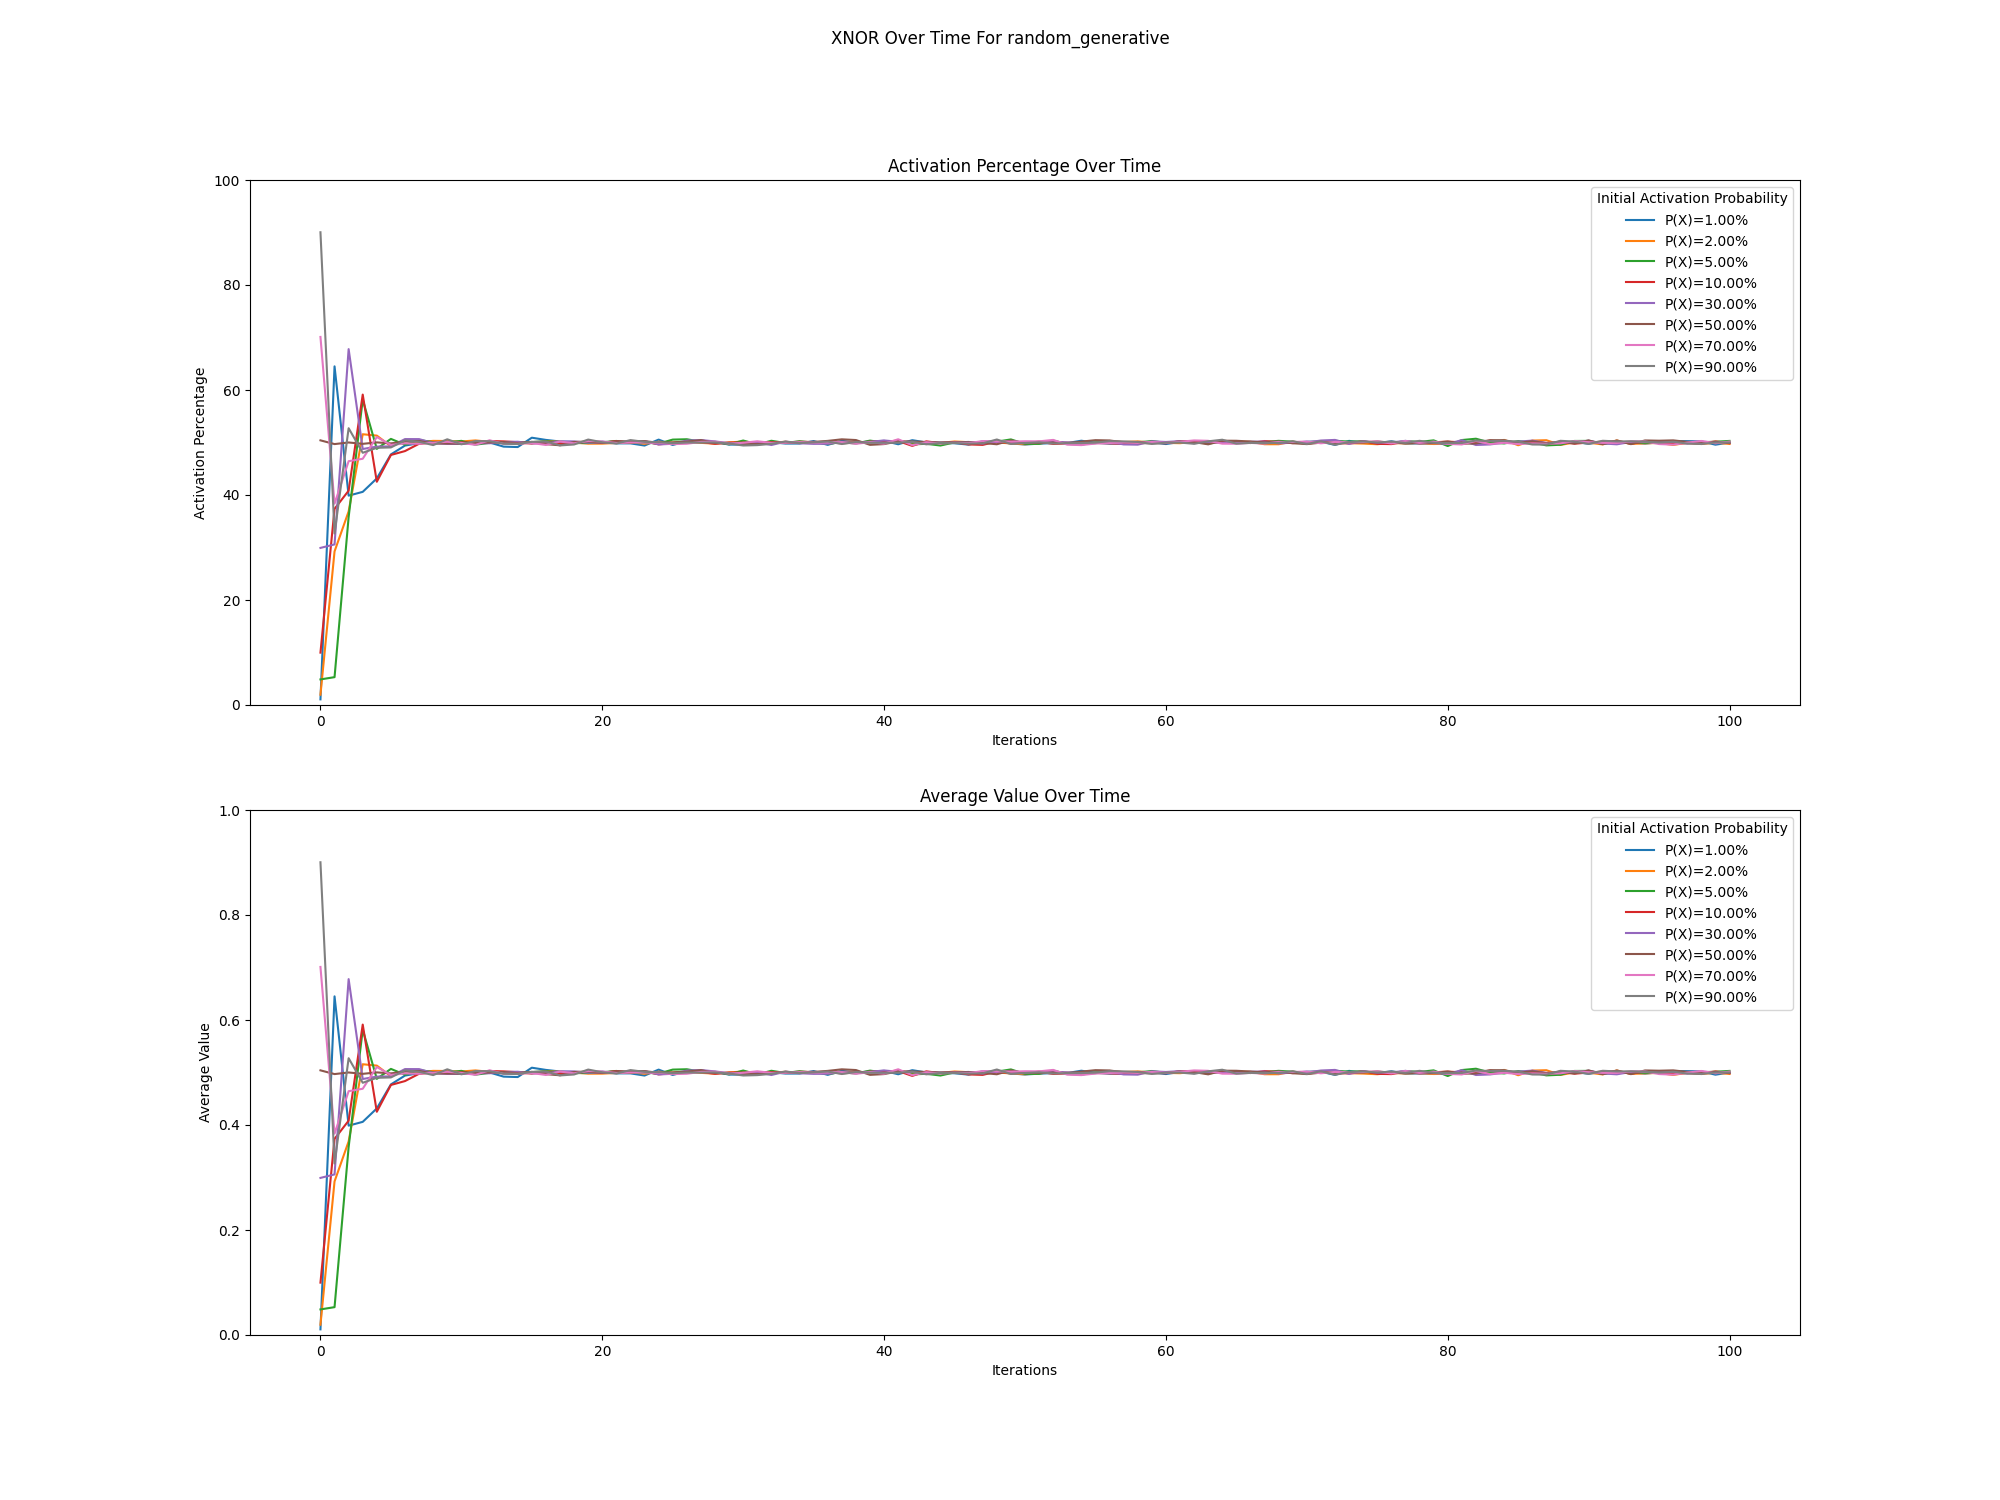 XNOR Over Time For random_generative
Activation Percentage Over Time
Activation Percentage
100
80
60
40
20
0
0 20 40 60 80 100
Iterations
Initial Activation Probability
P(X)=1.00%
P(X)=2.00%
P(X)=5.00%
P(X)=10.00%
P(X)=30.00%
P(X)=50.00%
P(X)=70.00%
P(X)=90.00%
Average Value Over Time
Average Value
1.0
0.8
0.6
0.4
0.2
0.0
0 20 40 60 80 100
Iterations
Initial Activation Probability
P(X)=1.00%
P(X)=2.00%
P(X)=5.00%
P(X)=10.00%
P(X)=30.00%
P(X)=50.00%
P(X)=70.00%
P(X)=90.00%